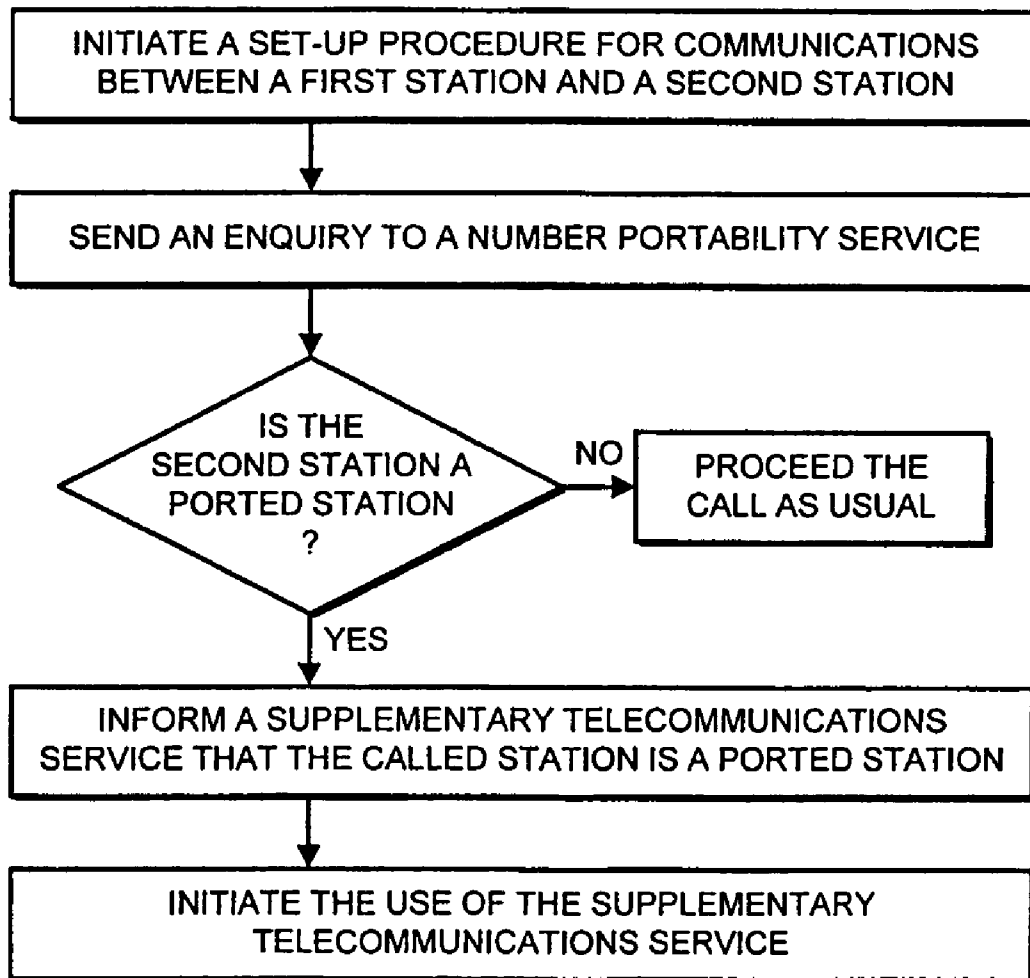 INITIATE A SET-UP PROCEDURE FOR COMMUNICATIONS
BETWEEN A FIRST STATION AND A SECOND STATION
SEND AN ENQUIRY TO A NUMBER PORTABILITY SERVICE
IS THE
SECOND STATION A
PORTED STATION
?
NO
PROCEED THE
CALL AS USUAL
YES
INFORM A SUPPLEMENTARY TELECOMMUNICATIONS
SERVICE THAT THE CALLED STATION IS A PORTED STATION
INITIATE THE USE OF THE SUPPLEMENTARY
TELECOMMUNICATIONS SERVICE